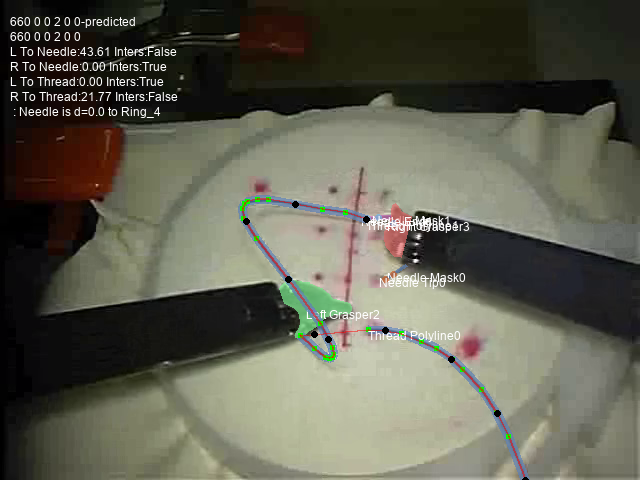 660 0 0 2 0 0-predicted
660 0 0 2 0 0
L To Needle:43.61 Inters:False
R To Needle:0.00 Inters:True
L To Thread:0.00 Inters:True
R To Thread:21.77 Inters:False
: Needle is d=0.0 to Ring_4
Needle Mask0
Needle Tip0
Left Grasper2
Thread Polyline0